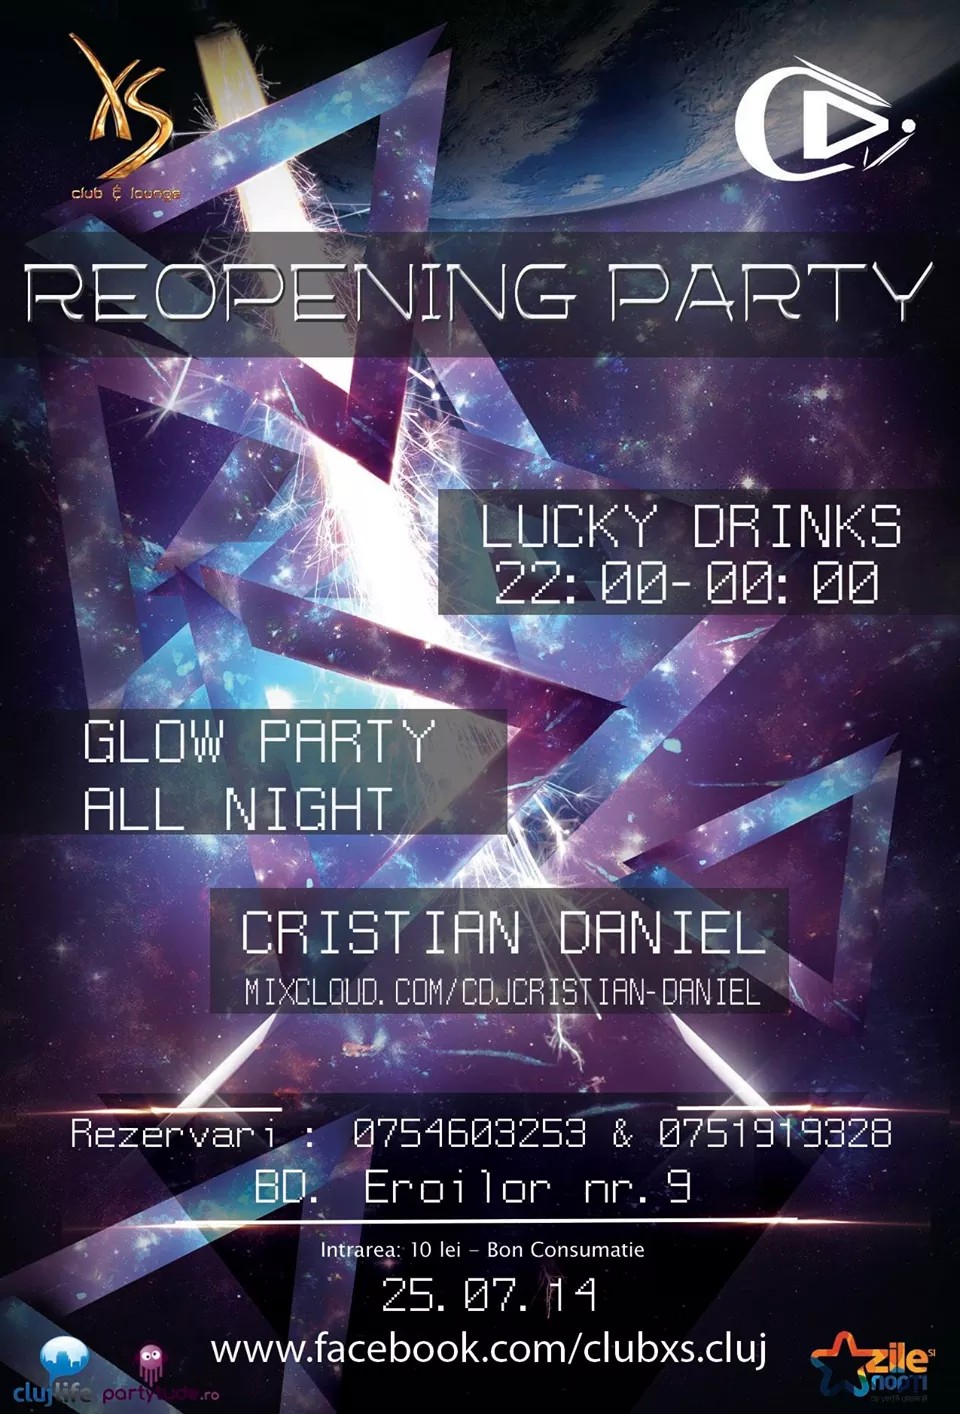 XS
club & lounge
REOPENING PARTY
LUCKY DRINKS
22:00-00:00
GLOW PARTY
ALL NIGHT
CRISTIAN DANIEL
MIXCLOUD.COM/CDJCRISTIAN-DANIEL
Rezervari : 0754603253 & 0751919328
BD. Eroilor nr.9
Intrarea: 10 lei – Bon Consumatie
25.07.14
www.facebook.com/clubxs.cluj
clujlife
partytude.ro
zile SI
nopti